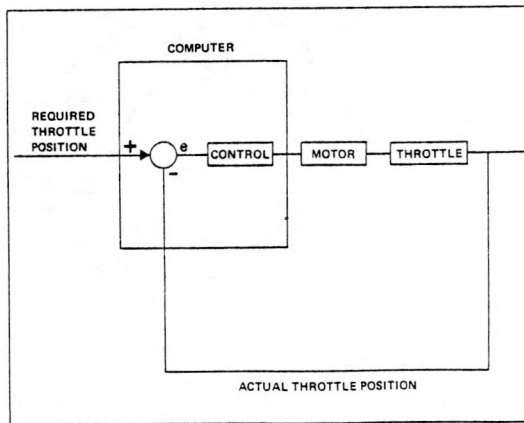 COMPUTER
REQUIRED
THROTTLE
POSITION
+
e
CONTROL
MOTOR
THROTTLE
-
ACTUAL THROTTLE POSITION